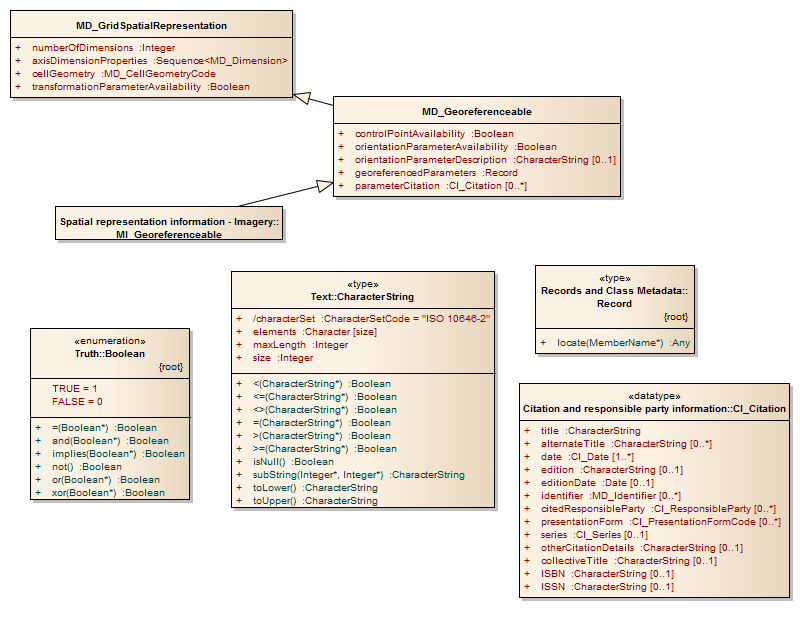 MD_GridSpatialRepresentation
+ numberOfDimensions :Integer
+ axisDimensionProperties :Sequence<MD_Dimension>
+ cellGeometry :MD_CellGeometryCode
+ transformationParameterAvailability :Boolean
MD_Georeferenceable
+ controlPointAvailability :Boolean
+ orientationParameterAvailability :Boolean
+ orientationParameterDescription :CharacterString [0..1]
+ georeferencedParameters :Record
+ parameterCitation :CI_Citation [0..*]
Spatial representation information - Imagery::
MI_Georeferenceable
«type»
Text::CharacterString
+ /characterSet :CharacterSetCode = "ISO 10646-2"
+ elements :Character [size]
+ maxLength :Integer
+ size :Integer
+ <(CharacterString*) :Boolean
+ <=(CharacterString*) :Boolean
+ <>(CharacterString*) :Boolean
+ =(CharacterString*) :Boolean
+ >(CharacterString*) :Boolean
+ >=(CharacterString*) :Boolean
+ isNull() :Boolean
+ subString(Integer*, Integer*) :CharacterString
+ toLower() :CharacterString
+ toUpper() :CharacterString
«type»
Records and Class Metadata::
Record
{root}
+ locate(MemberName*) :Any
«enumeration»
Truth::Boolean
{root}
TRUE = 1
FALSE = 0
+ =(Boolean*) :Boolean
+ and(Boolean*) :Boolean
+ implies(Boolean*) :Boolean
+ not() :Boolean
+ or(Boolean*) :Boolean
+ xor(Boolean*) :Boolean
«datatype»
Citation and responsible party information::CI_Citation
+ title :CharacterString
+ alternateTitle :CharacterString [0..*]
+ date :CI_Date [1..*]
+ edition :CharacterString [0..1]
+ editionDate :Date [0..1]
+ identifier :MD_Identifier [0..*]
+ citedResponsibleParty :CI_ResponsibleParty [0..*]
+ presentationForm :CI_PresentationFormCode [0..*]
+ series :CI_Series [0..1]
+ otherCitationDetails :CharacterString [0..1]
+ collectiveTitle :CharacterString [0..1]
+ ISBN :CharacterString [0..1]
+ ISSN :CharacterString [0..1]